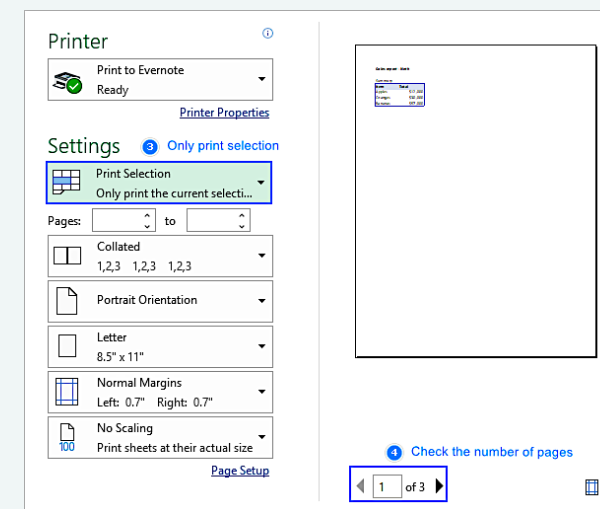 Printer
Print to Evernote
Ready
Printer Properties
Settings
3 Only print selection
Print Selection
Only print the current selecti...
Pages: to
Collated
1,2,3 1,2,3 1,2,3
Portrait Orientation
Letter
8.5" x 11"
Normal Margins
Left: 0.7" Right: 0.7"
No Scaling
100
Print sheets at their actual size
Page Setup
Item Total
4 Check the number of pages
1 of 3